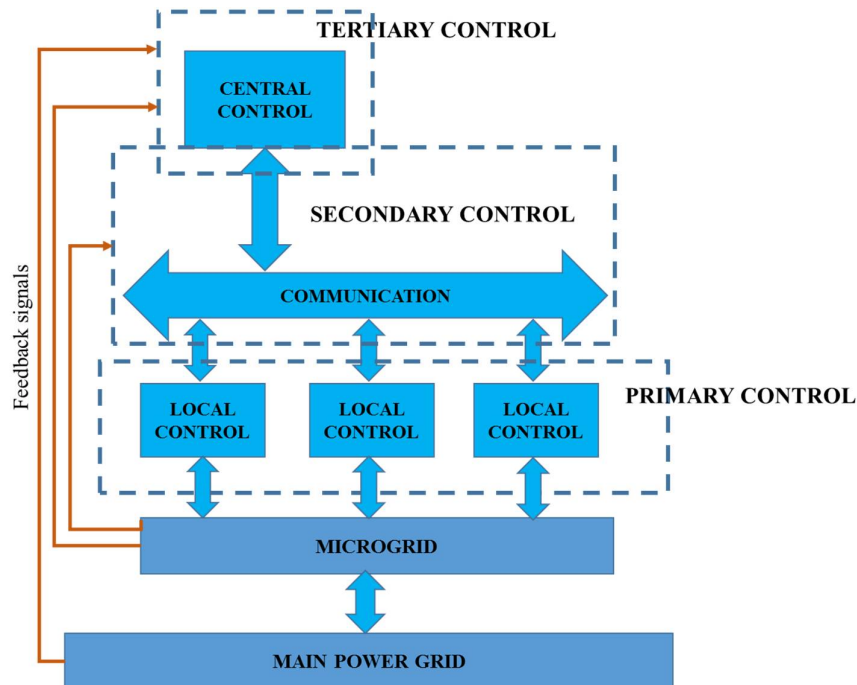 TERTIARY CONTROL
CENTRAL
CONTROL
SECONDARY CONTROL
COMMUNICATION
Feedback signals
PRIMARY CONTROL
LOCAL
CONTROL
LOCAL
CONTROL
LOCAL
CONTROL
MICROGRID
MAIN POWER GRID